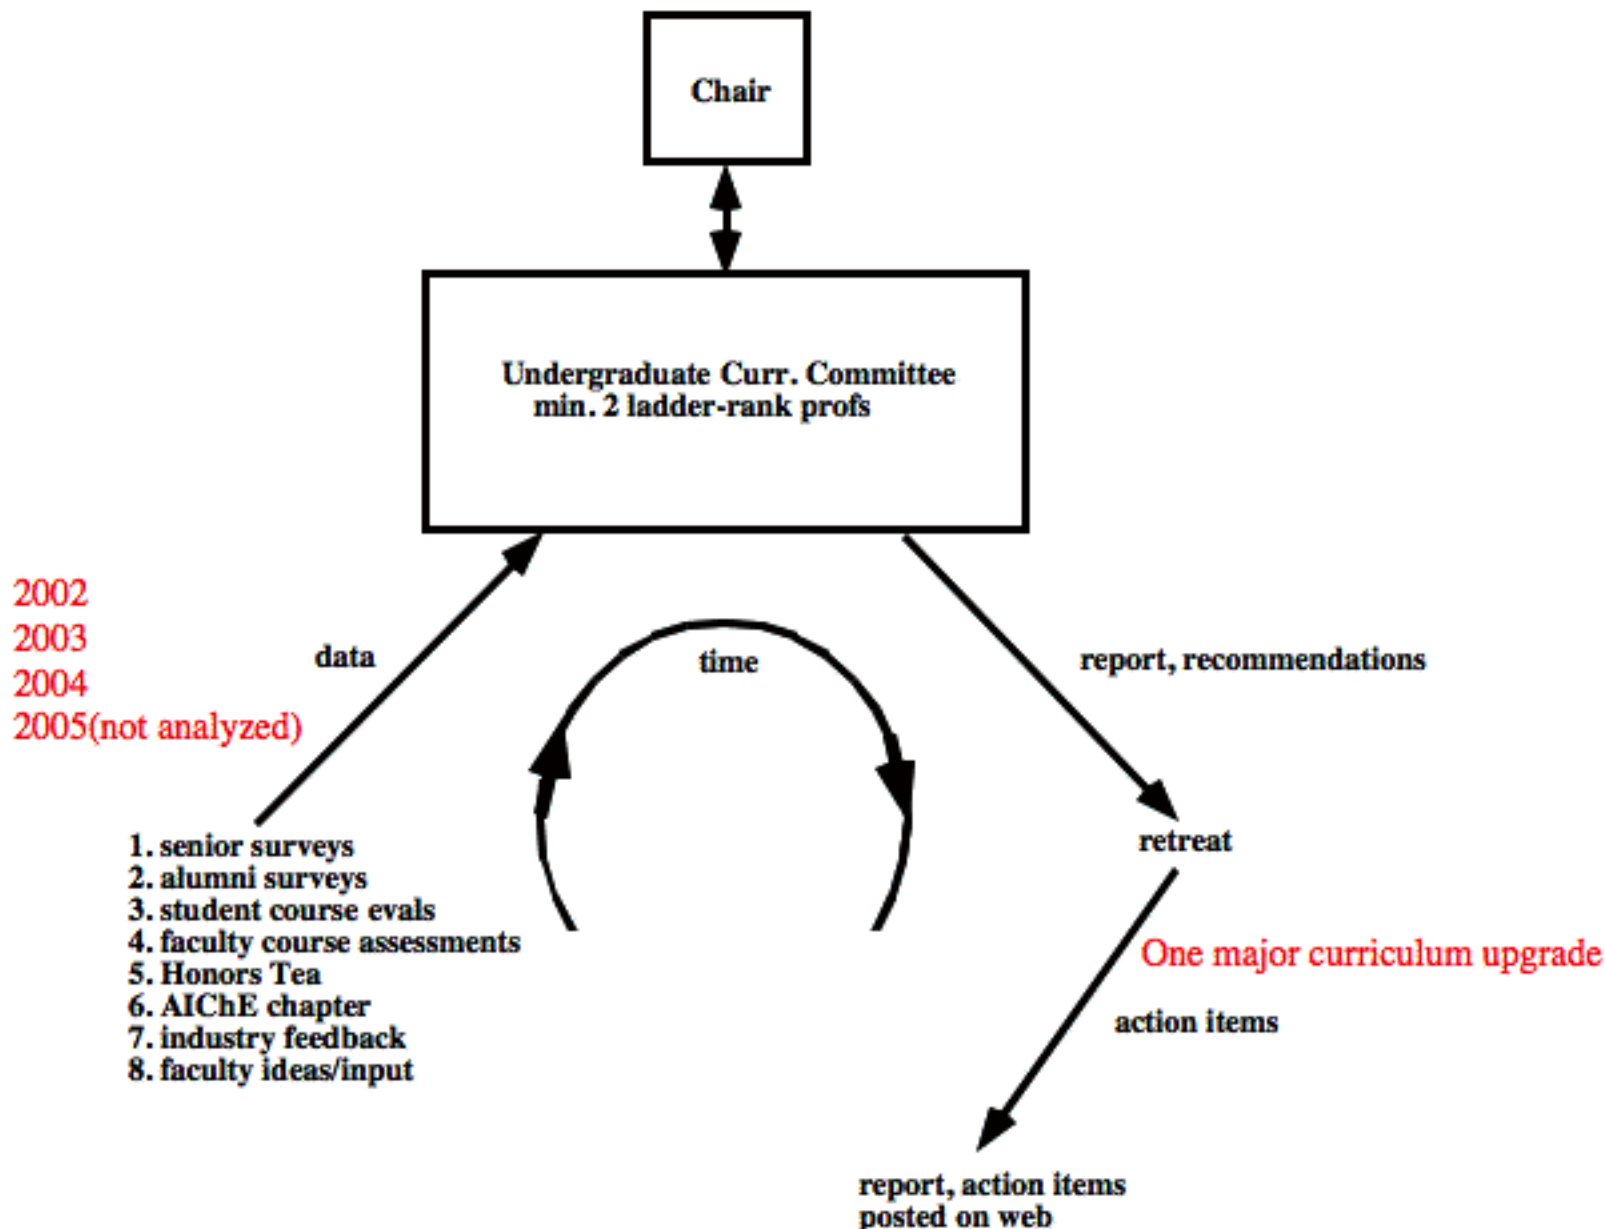 Chair
Undergraduate Curr. Committee
min. 2 ladder-rank profs
2002
2003
2004
2005(not analyzed)
data
time
report, recommendations
1. senior surveys
2. alumni surveys
3. student course evals
4. faculty course assessments
5. Honors Tea
6. AIChE chapter
7. industry feedback
8. faculty ideas/input
retreat
One major curriculum upgrade
action items
report, action items
posted on web